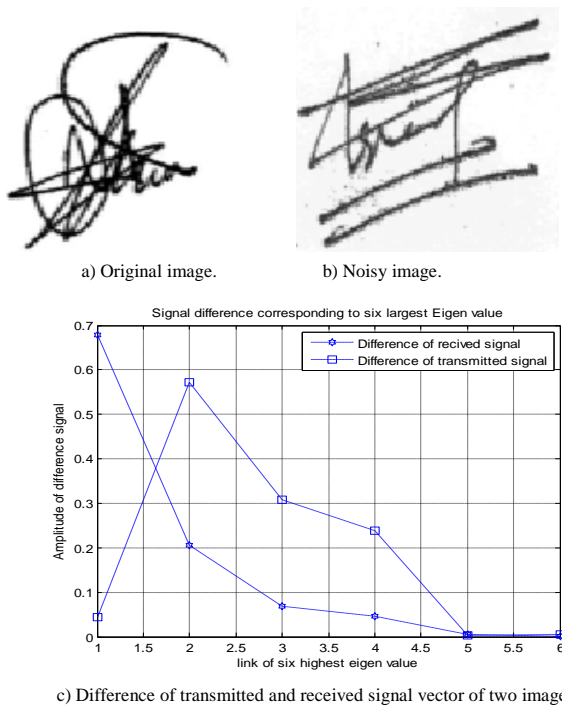 a) Original image.
b) Noisy image.
Signal difference corresponding to six largest Eigen value
Difference of recived signal
Difference of transmitted signal
Amplitude of difference signal
0.7
0.6
0.5
0.4
0.3
0.2
0.1
0
1 1.5 2 2.5 3 3.5 4 4.5 5 5.5 6
link of six highest eigen value
c) Difference of transmitted and received signal vector of two image